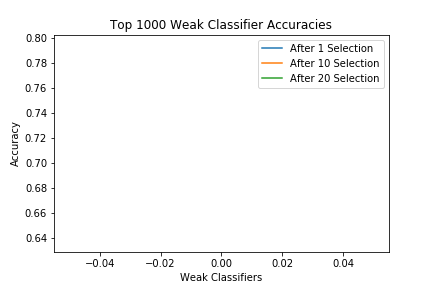 Top 1000 Weak Classifier Accuracies
0.80
0.78
0.76
0.74
0.72
0.70
0.68
0.66
0.64
Accuracy
After 1 Selection
After 10 Selection
After 20 Selection
−0.04 −0.02 0.00 0.02 0.04
Weak Classifiers